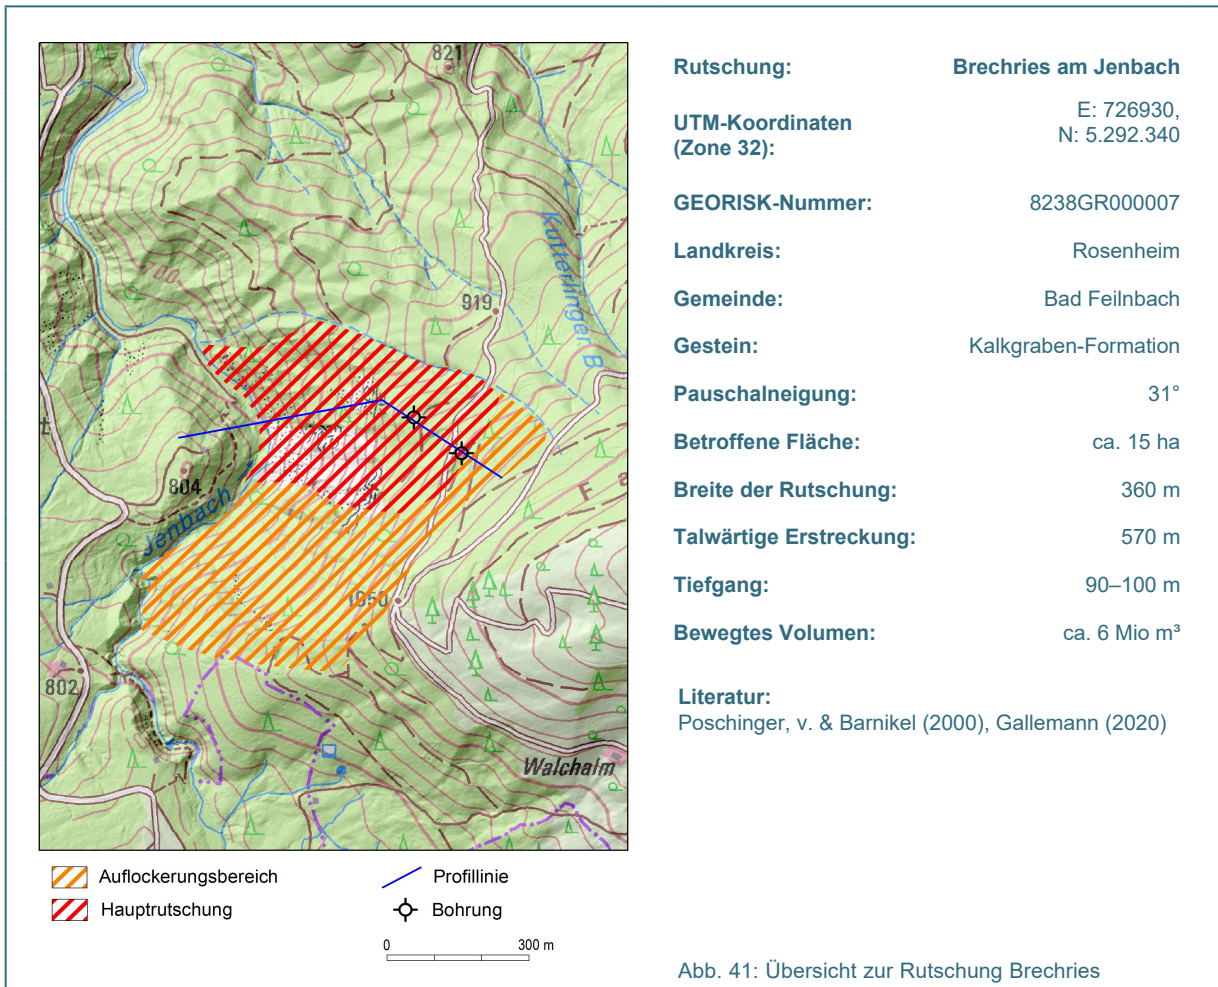 821
Kutterlinger B
700
919
Rutschung: Brechries am Jenbach
UTM-Koordinaten
(Zone 32):
E: 726930,
N: 5.292.340
GEORISK-Nummer: 8238GR000007
Landkreis: Rosenheim
Gemeinde: Bad Feilnbach
Gestein: Kalkgraben-Formation
Pauschalneigung: 31°
Betroffene Fläche: ca. 15 ha
Breite der Rutschung: 360 m
Talwärtige Erstreckung: 570 m
Tiefgang: 90–100 m
Bewegtes Volumen: ca. 6 Mio m³
Literatur:
Poschinger, v. & Barnikel (2000), Gallemann (2020)
804
F a
Jenbach
1050
802
Walchalm
Auflockerungsbereich
Profillinie
Hauptrutschung
Bohrung
0 300 m
Abb. 41: Übersicht zur Rutschung Brechries